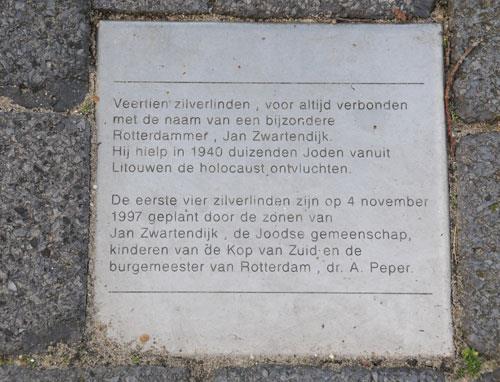 Veertien zilverlinden , voor altijd verbonden
met de naam van een bijzondere
Rotterdammer , Jan Zwartendijk.
Hij hielp in 1940 duizenden Joden vanuit
Litouwen de holocaust ontvluchten.
De eerste vier zilverlinden zijn op 4 november
1997 geplant door de zonen van
Jan Zwartendijk , de Joodse gemeenschap,
kinderen van de Kop van Zuid en de
burgemeester van Rotterdam , dr. A. Peper.